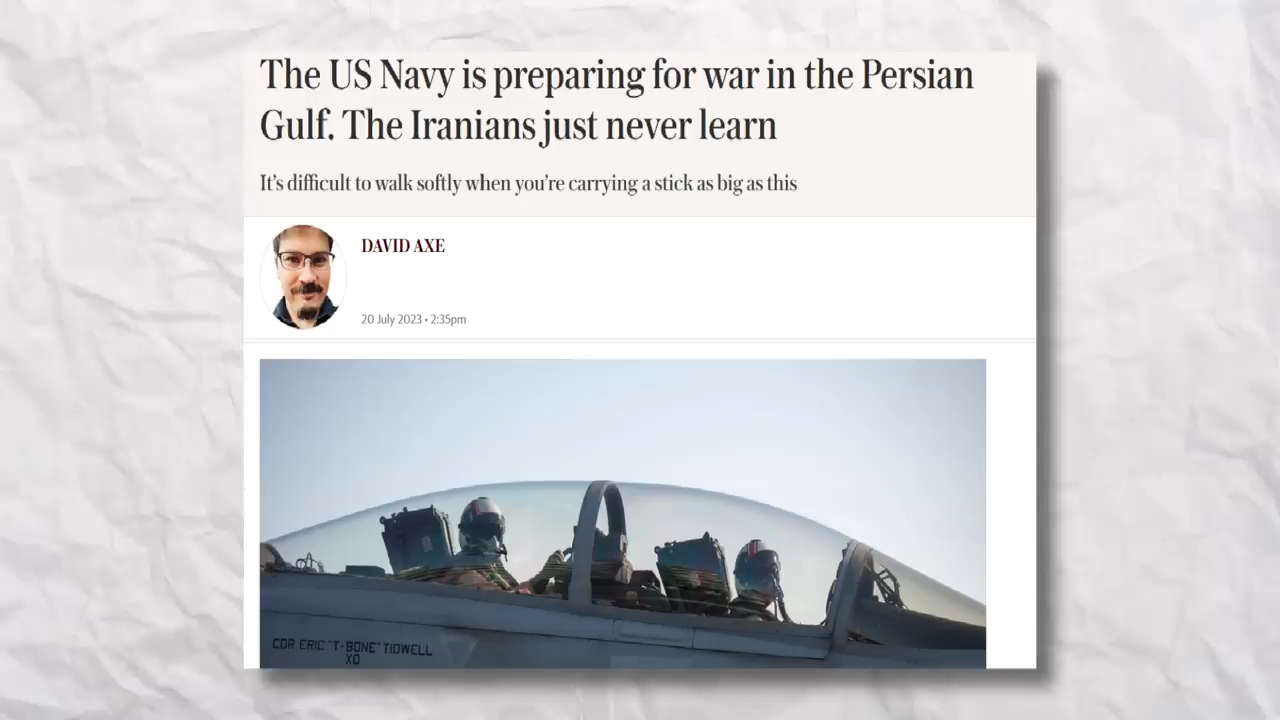 The US Navy is preparing for war in the Persian
Gulf. The Iranians just never learn
It's difficult to walk softly when you're carrying a stick as big as this
DAVID AXE
20 July 2023 • 2:35pm
CDR ERIC "T-BONE" TIDWELL
XO